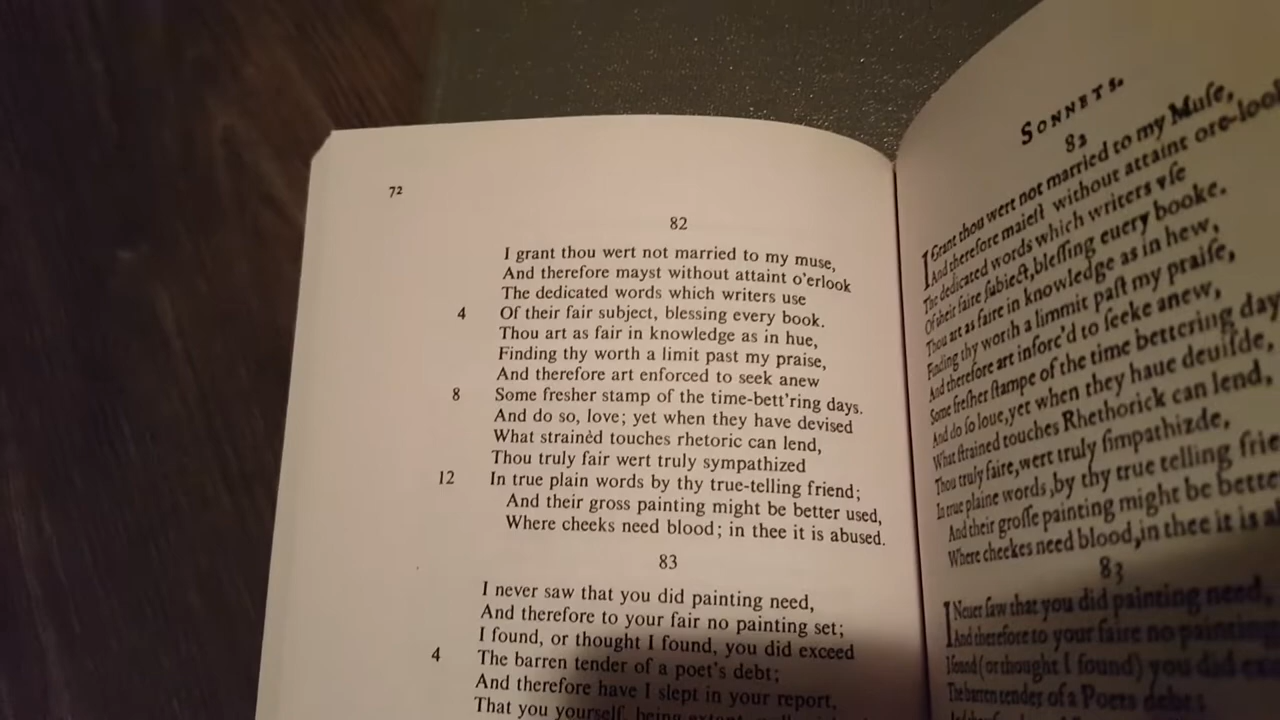 72
82
I grant thou wert not married to my muse,
And therefore mayst without attaint o'erlook
The dedicated words which writers use
4 Of their fair subject, blessing every book.
Thou art as fair in knowledge as in hue,
Finding thy worth a limit past my praise,
And therefore art enforced to seek anew
8 Some fresher stamp of the time-bett'ring days.
And do so, love; yet when they have devised
What strainèd touches rhetoric can lend,
Thou truly fair wert truly sympathized
12 In true plain words by thy true-telling friend;
And their gross painting might be better used,
Where cheeks need blood; in thee it is abused.
83
I never saw that you did painting need,
And therefore to your fair no painting set;
I found, or thought I found, you did exceed
4 The barren tender of a poet's debt;
And therefore have I slept in your report,
That you yourself, being
SONNETS.
82
I Grant thou wert not married to my Muſe,
And therefore maieſt without attaint ore-loo
The dedicated words which writers vſe
Of their faire ſubiect, bleſſing euery booke.
Thou art as faire in knowledge as in hew,
Finding thy worth a limmit paſt my praiſe,
And therefore art inforc'd to ſeeke anew,
Some freſher ſtampe of the time bettering day
And do ſo loue, yet when they haue deuiſde,
What ſtrained touches Rhethorick can lend,
Thou truly faire, wert truly ſimpathizde,
In true plaine words, by thy true telling frie
And their groſſe painting might be bette
Where cheekes need blood, in thee it is a
83
I Neuer ſaw that you did painting need,
And therefore to your faire no painting
I found (or thought I found) you did exc
The barren tender of a Poets debt